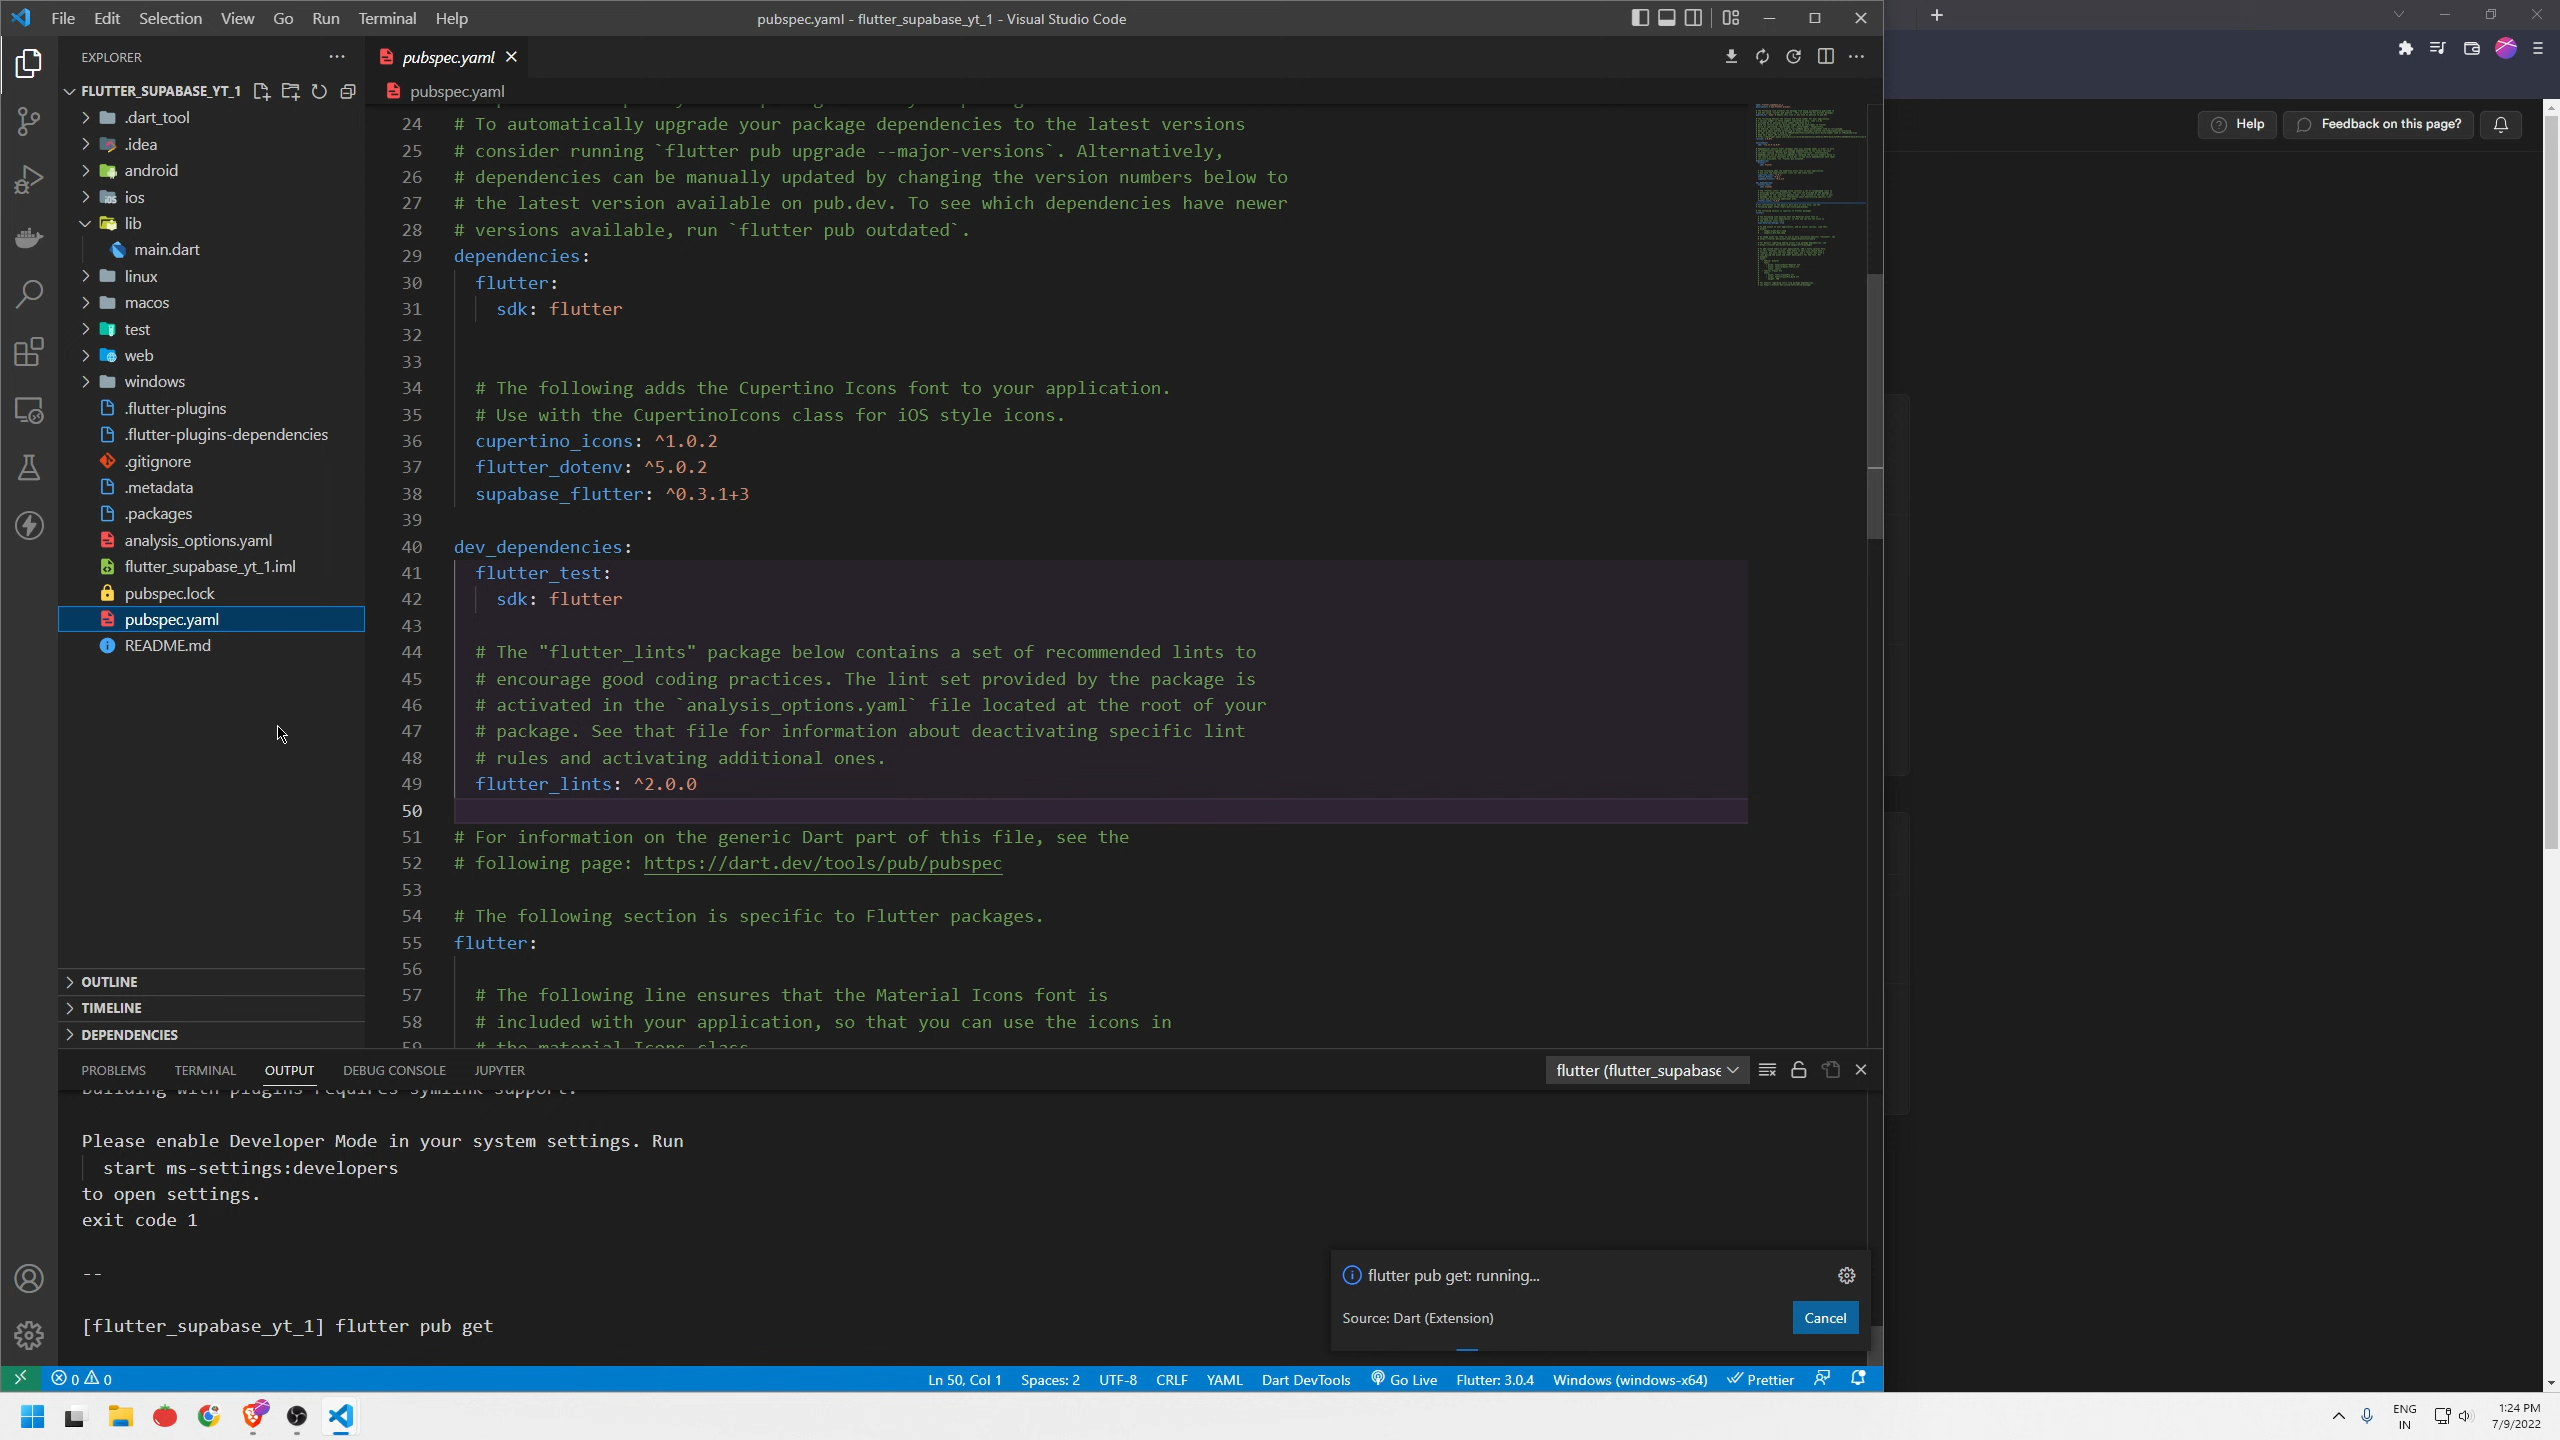 File Edit Selection View Go Run Terminal Help
pubspec.yaml - flutter_supabase_yt_1 - Visual Studio Code
EXPLORER
pubspec.yaml
FLUTTER_SUPABASE_YT_1
pubspec.yaml
.dart_tool
.idea
android
ios
lib
main.dart
linux
macos
test
web
windows
.flutter-plugins
.flutter-plugins-dependencies
.gitignore
.metadata
.packages
analysis_options.yaml
flutter_supabase_yt_1.iml
pubspec.lock
pubspec.yaml
README.md
OUTLINE
TIMELINE
DEPENDENCIES
24 # To automatically upgrade your package dependencies to the latest versions
25 # consider running `flutter pub upgrade --major-versions`. Alternatively,
26 # dependencies can be manually updated by changing the version numbers below to
27 # the latest version available on pub.dev. To see which dependencies have newer
28 # versions available, run `flutter pub outdated`.
29 dependencies:
30 flutter:
31 sdk: flutter
32
33
34 # The following adds the Cupertino Icons font to your application.
35 # Use with the CupertinoIcons class for iOS style icons.
36 cupertino_icons: ^1.0.2
37 flutter_dotenv: ^5.0.2
38 supabase_flutter: ^0.3.1+3
39
40 dev_dependencies:
41 flutter_test:
42 sdk: flutter
43
44 # The "flutter_lints" package below contains a set of recommended lints to
45 # encourage good coding practices. The lint set provided by the package is
46 # activated in the `analysis_options.yaml` file located at the root of your
47 # package. See that file for information about deactivating specific lint
48 # rules and activating additional ones.
49 flutter_lints: ^2.0.0
50
51 # For information on the generic Dart part of this file, see the
52 # following page: https://dart.dev/tools/pub/pubspec
53
54 # The following section is specific to Flutter packages.
55 flutter:
56
57 # The following line ensures that the Material Icons font is
58 # included with your application, so that you can use the icons in
59 # the material Icons class.
Help
Feedback on this page?
PROBLEMS TERMINAL OUTPUT DEBUG CONSOLE JUPYTER
flutter (flutter_supabase
Building with plugins requires symlink support.
Please enable Developer Mode in your system settings. Run
start ms-settings:developers
to open settings.
exit code 1
--
[flutter_supabase_yt_1] flutter pub get
flutter pub get: running...
Source: Dart (Extension)
Cancel
0 0
Ln 50, Col 1 Spaces: 2 UTF-8 CRLF YAML Dart DevTools Go Live Flutter: 3.0.4 Windows (windows-x64) Prettier
ENG
IN
1:24 PM
7/9/2022